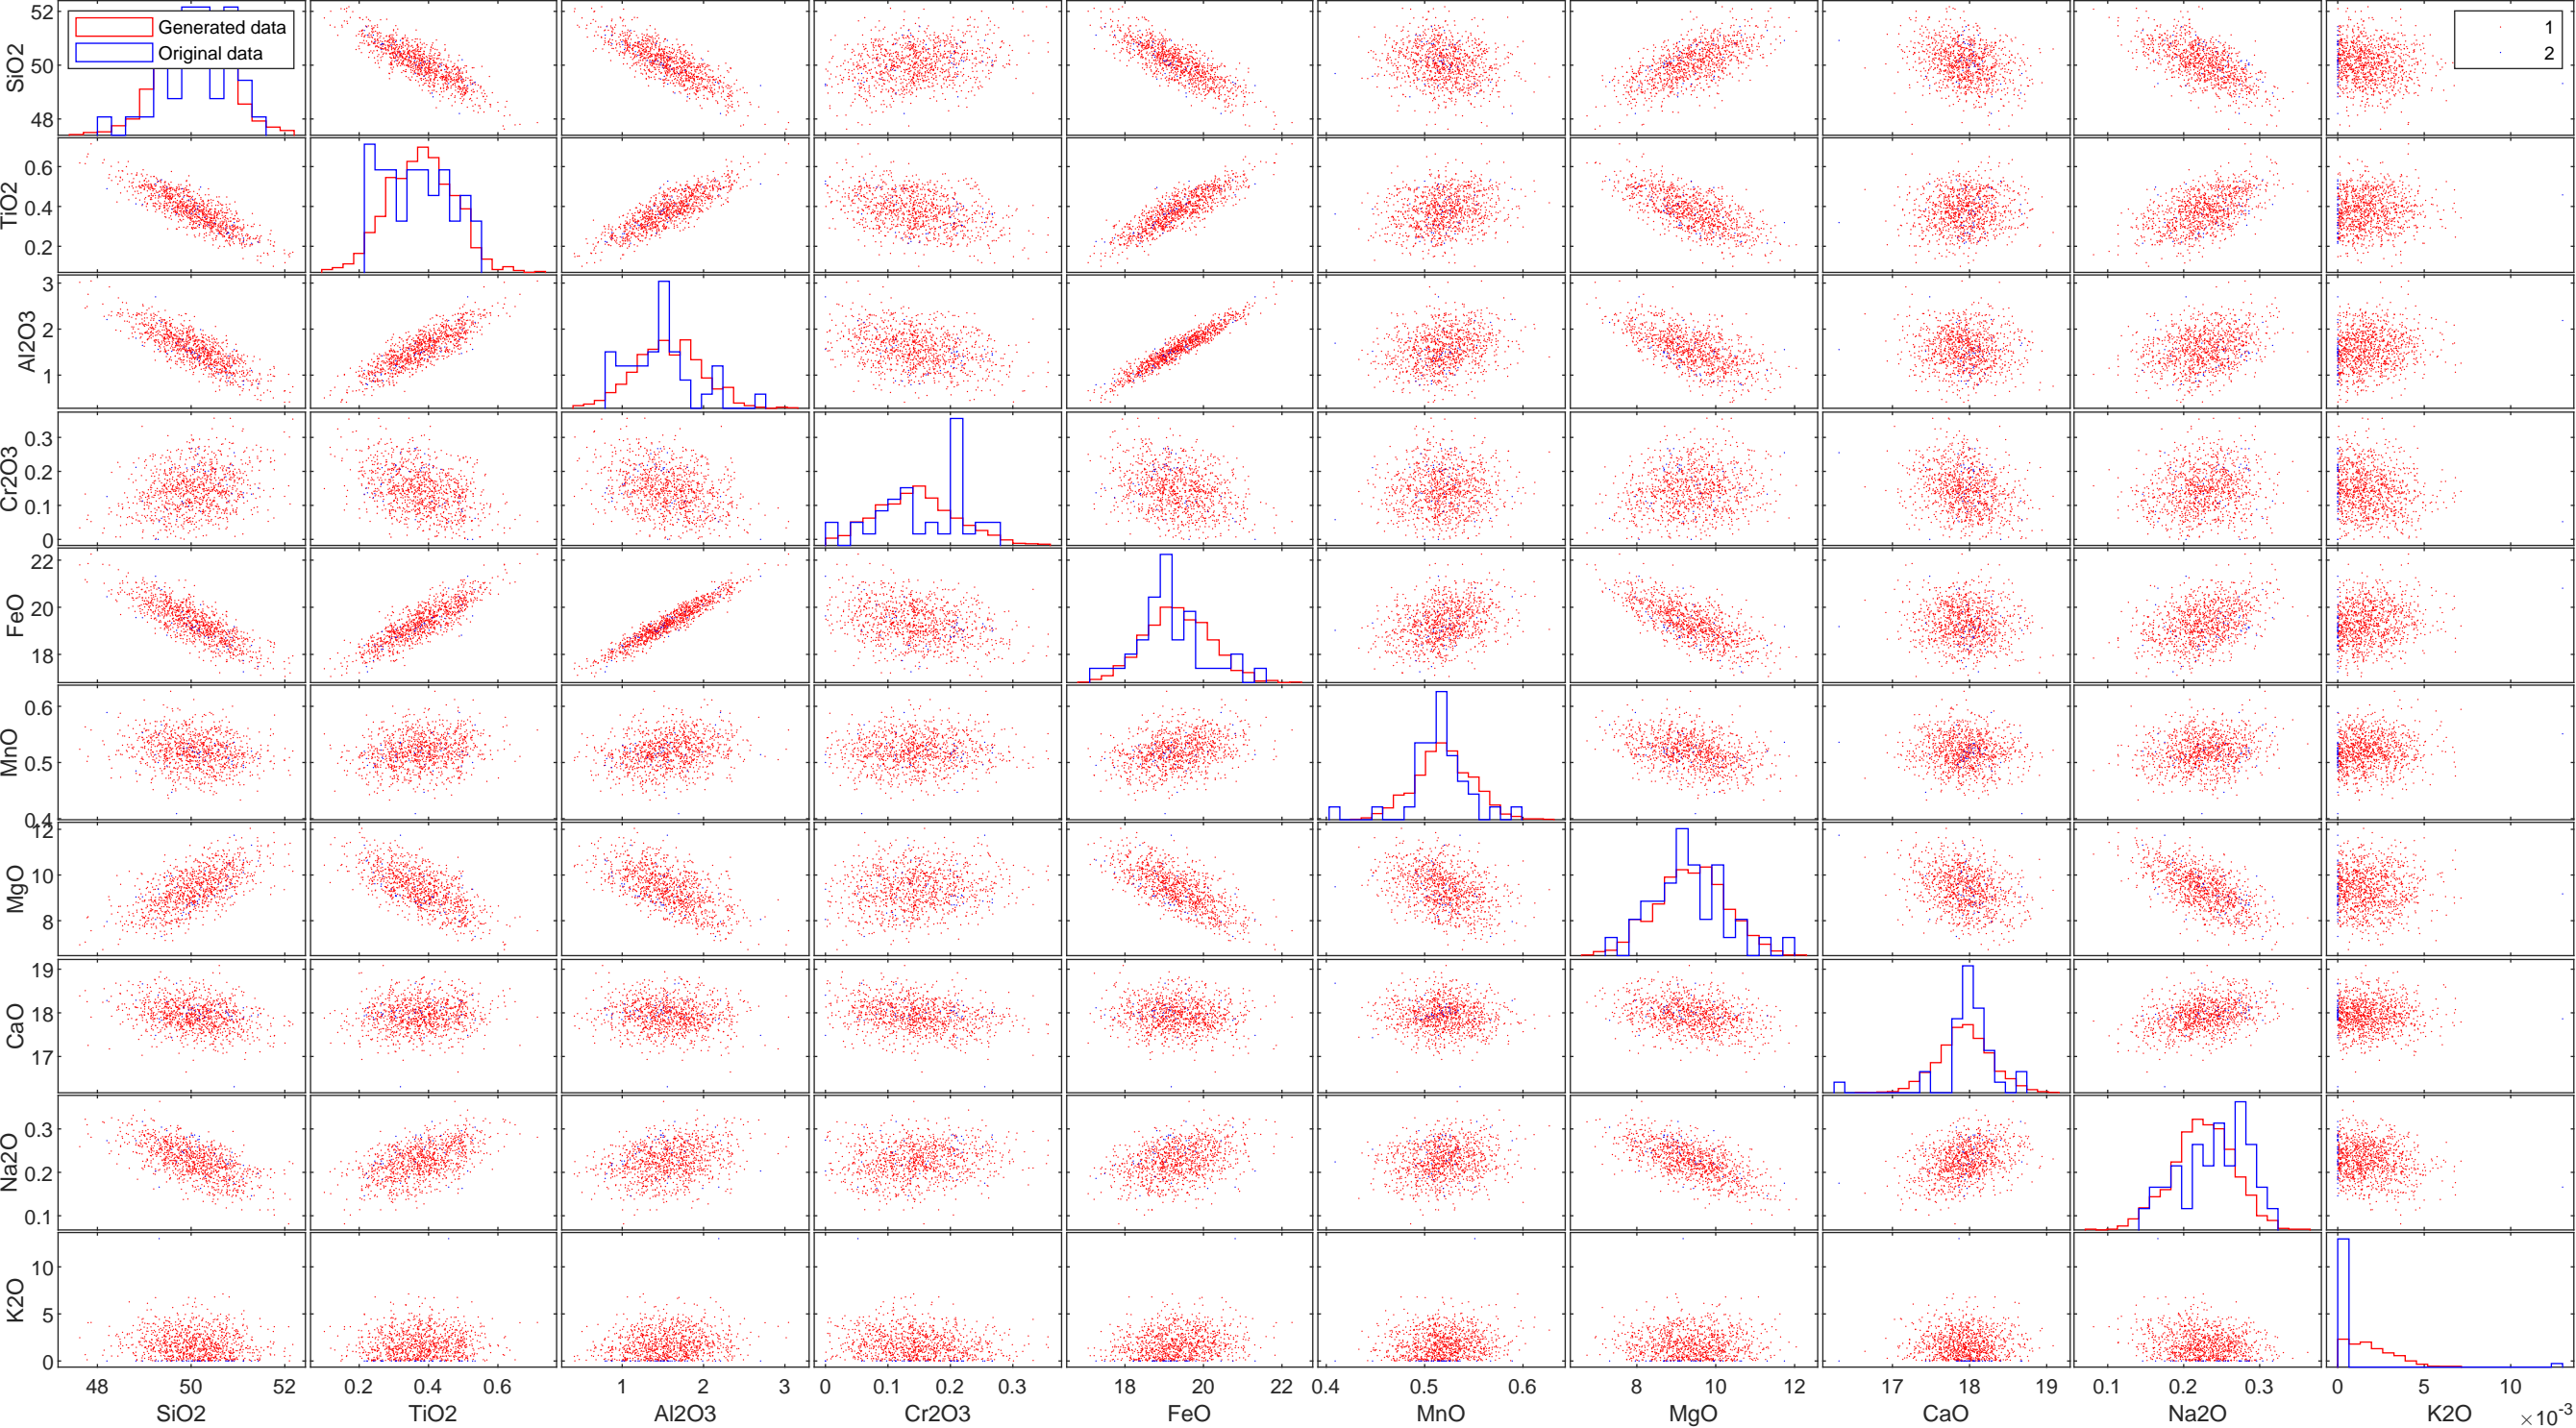 Generated data
Original data
1
2
SiO2
52
50
48
TiO2
0.6
0.4
0.2
Al2O3
3
2
1
Cr2O3
0.3
0.2
0.1
0
FeO
22
20
18
MnO
0.6
0.5
0.4
MgO
12
10
8
CaO
19
18
17
Na2O
0.3
0.2
0.1
K2O
10
5
0
48 50 52 0.2 0.4 0.6 1 2 3 0 0.1 0.2 0.3 18 20 22 0.4 0.5 0.6 8 10 12 17 18 19 0.1 0.2 0.3 0 5 10
SiO2 TiO2 Al2O3 Cr2O3 FeO MnO MgO CaO Na2O K2O ×10-3